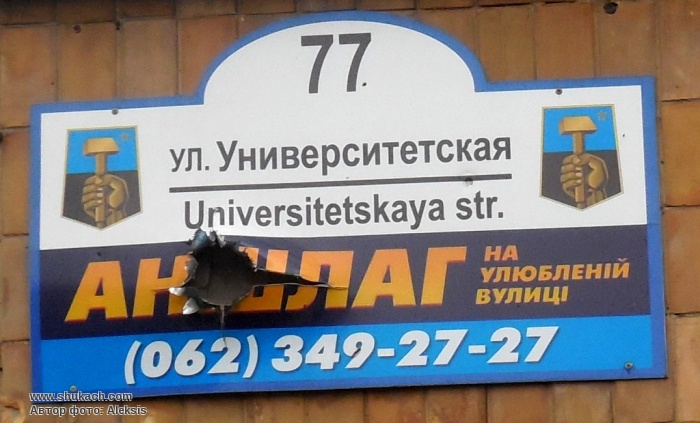 77
ул. Университетская
Universitetskaya str.
АНШЛАГ
НА
УЛЮБЛЕНІЙ
ВУЛИЦІ
(062) 349-27-27
www.shukach.com
Автор фото: Aleksis